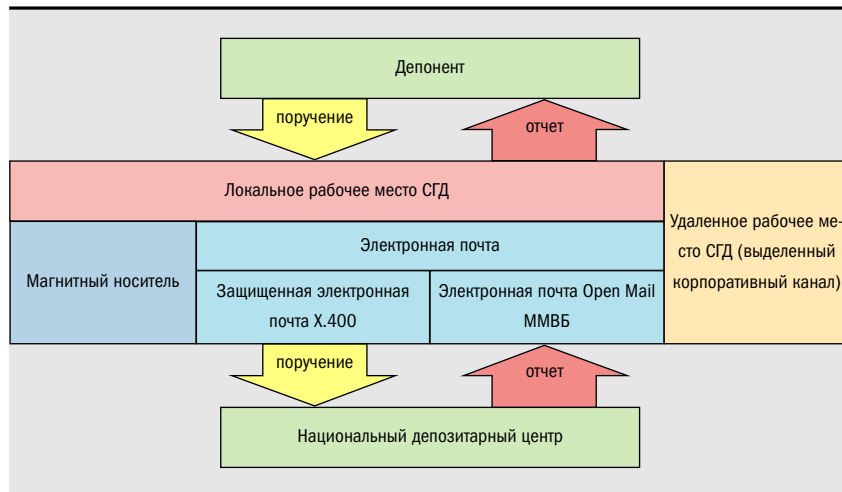 Депонент
поручение
отчет
Локальное рабочее место СГД
Удаленное рабочее ме-
сто СГД (выделенный
корпоративный канал)
Магнитный носитель
Электронная почта
Защищенная электронная
почта X.400
Электронная почта Open Mail
ММВБ
поручение
отчет
Национальный депозитарный центр